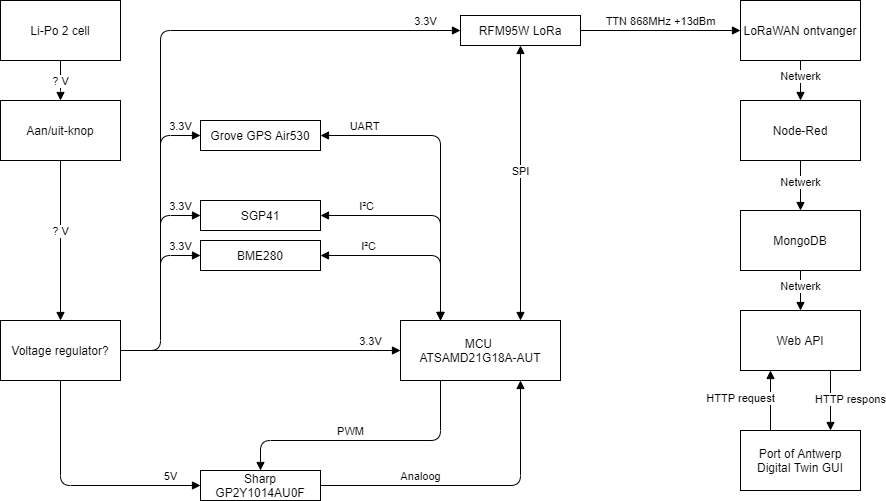 Li-Po 2 cell
3.3V
RFM95W LoRa
TTN 868MHz +13dBm
LoRaWAN ontvanger
? V
Netwerk
Aan/uit-knop
3.3V
Grove GPS Air530
UART
Node-Red
SPI
Netwerk
3.3V
SGP41
I²C
? V
3.3V
BME280
I²C
MongoDB
Netwerk
Voltage regulator?
3.3V
MCU
ATSAMD21G18A-AUT
Web API
HTTP request
HTTP respons
PWM
5V
Sharp
GP2Y1014AU0F
Analoog
Port of Antwerp
Digital Twin GUI